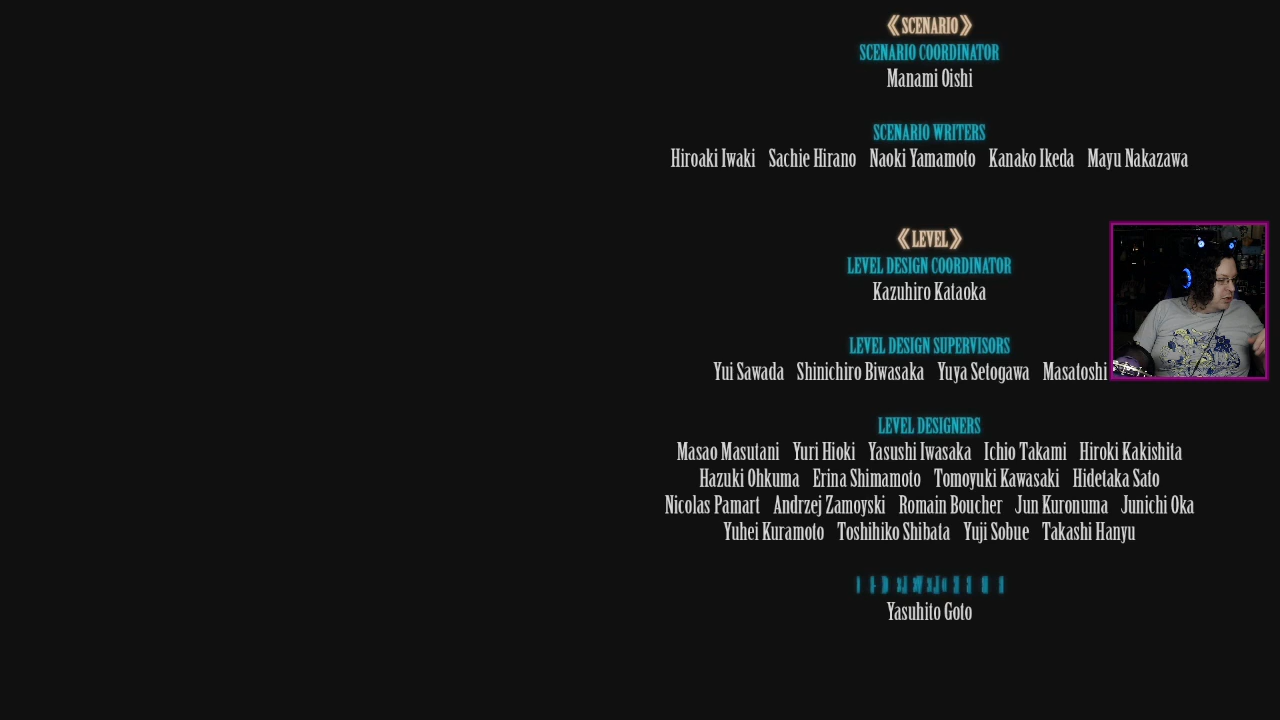 《SCENARIO》
SCENARIO COORDINATOR
Manami Oishi
SCENARIO WRITERS
Hiroaki Iwaki Sachie Hirano Naoki Yamamoto Kanako Ikeda Mayu Nakazawa
《LEVEL》
LEVEL DESIGN COORDINATOR
Kazuhiro Kataoka
LEVEL DESIGN SUPERVISORS
Yui Sawada Shinichiro Biwasaka Yuya Setogawa Masatoshi
LEVEL DESIGNERS
Masao Masutani Yuri Hioki Yasushi Iwasaka Ichio Takami Hiroki Kakishita
Hazuki Ohkuma Erina Shimamoto Tomoyuki Kawasaki Hidetaka Sato
Nicolas Pamart Andrzej Zamoyski Romain Boucher Jun Kuronuma Junichi Oka
Yuhei Kuramoto Toshihiko Shibata Yuji Sobue Takashi Hanyu
Yasuhito Goto